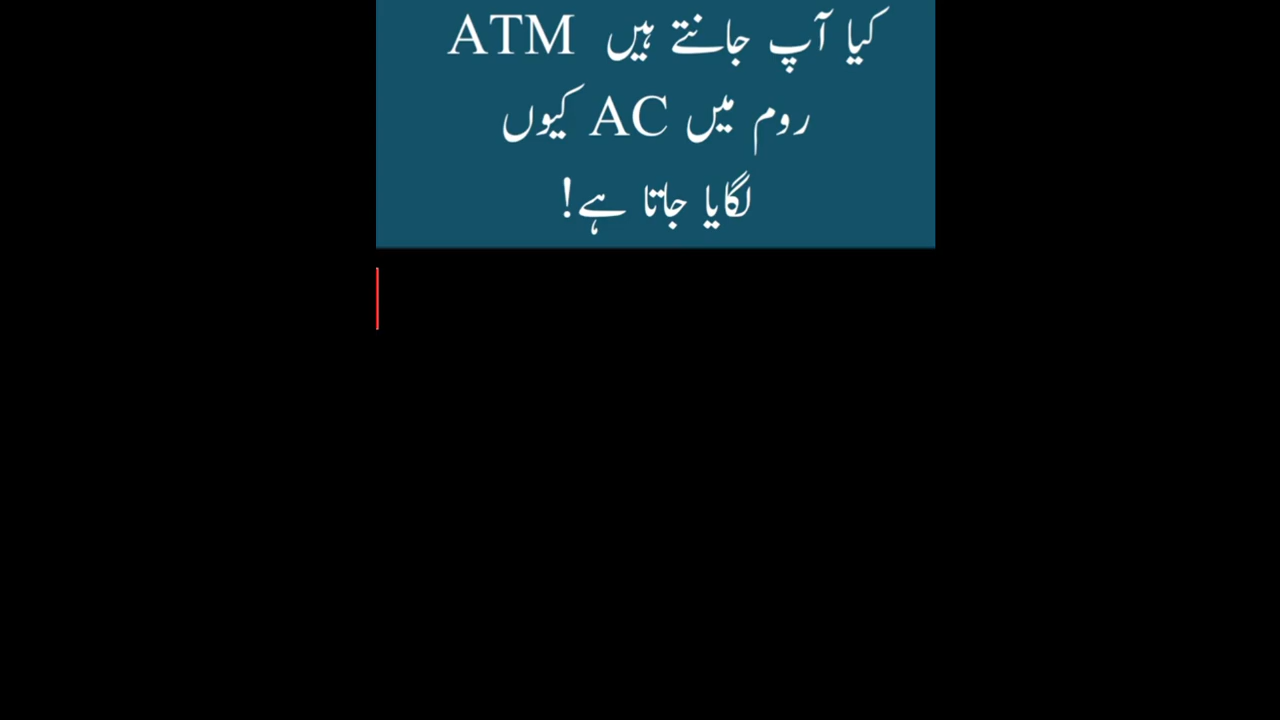 کیا آپ جانتے ہیں ATM
روم میں AC کیوں
لگایا جاتا ہے!